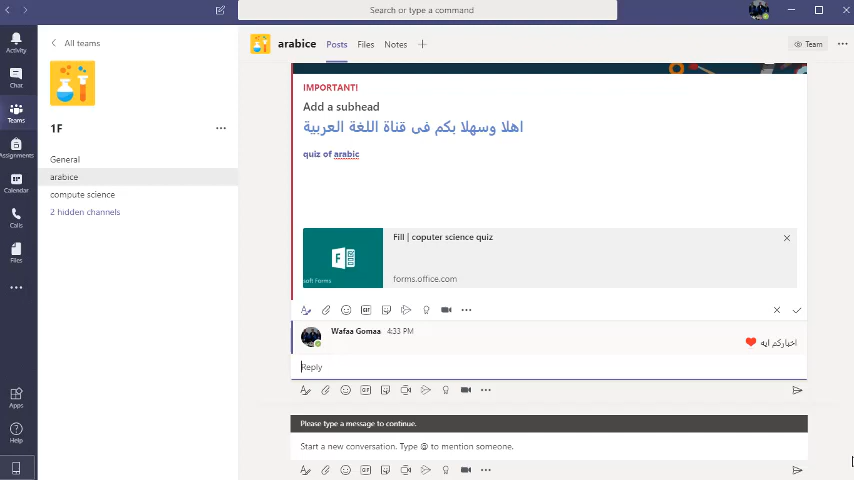 Search or type a command
Activity
Chat
Teams
Assignments
Calendar
Calls
Files
Apps
Help
All teams
1F
General
arabice
compute science
2 hidden channels
arabice
Posts
Files
Notes
Team
IMPORTANT!
Add a subhead
اهلا وسهلا بكم فى قناة اللغة العربية
quiz of arabic
Fill | coputer science quiz
soft Forms
forms.office.com
Wafaa Gomaa 4:33 PM
اخباركم ايه
Reply
Please type a message to continue.
Start a new conversation. Type @ to mention someone.